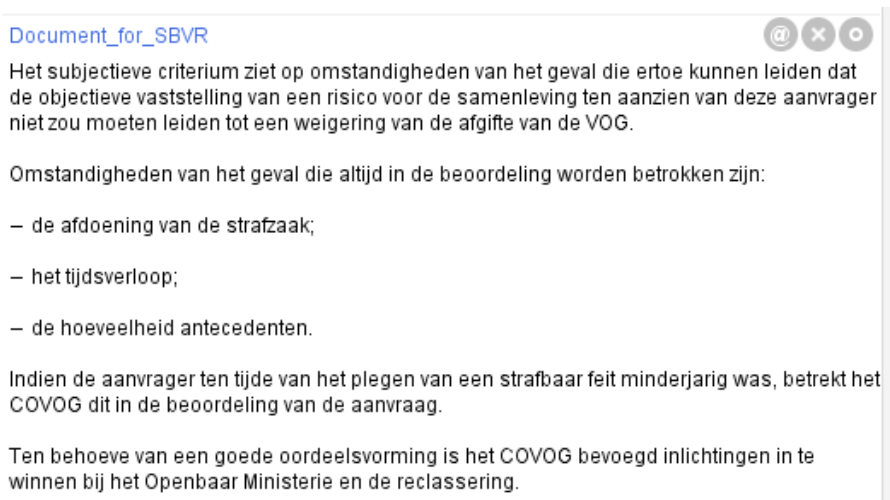 Document_for_SBVR
Het subjectieve criterium ziet op omstandigheden van het geval die ertoe kunnen leiden dat
de objectieve vaststelling van een risico voor de samenleving ten aanzien van deze aanvrager
niet zou moeten leiden tot een weigering van de afgifte van de VOG.
Omstandigheden van het geval die altijd in de beoordeling worden betrokken zijn:
– de afdoening van de strafzaak;
– het tijdsverloop;
– de hoeveelheid antecedenten.
Indien de aanvrager ten tijde van het plegen van een strafbaar feit minderjarig was, betrekt het
COVOG dit in de beoordeling van de aanvraag.
Ten behoeve van een goede oordeelsvorming is het COVOG bevoegd inlichtingen in te
winnen bij het Openbaar Ministerie en de reclassering.